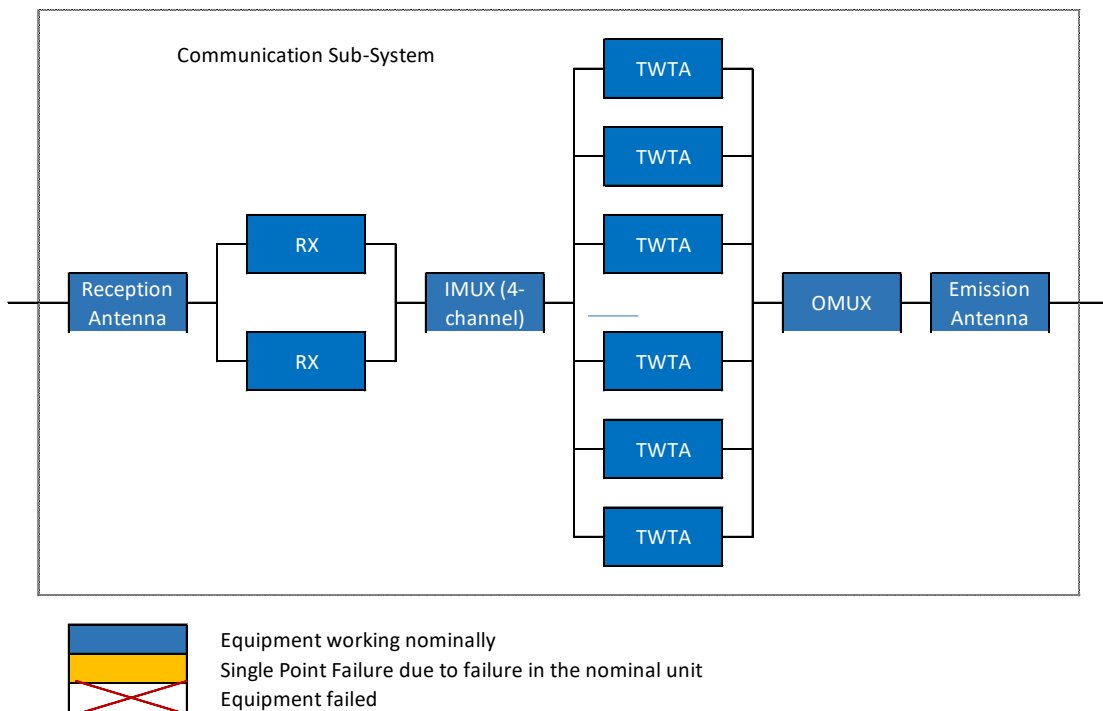 Communication Sub-System
TWTA
TWTA
TWTA
RX
Reception
Antenna
IMUX (4-
channel)
OMUX
Emission
Antenna
RX
TWTA
TWTA
TWTA
Equipment working nominally
Single Point Failure due to failure in the nominal unit
Equipment failed